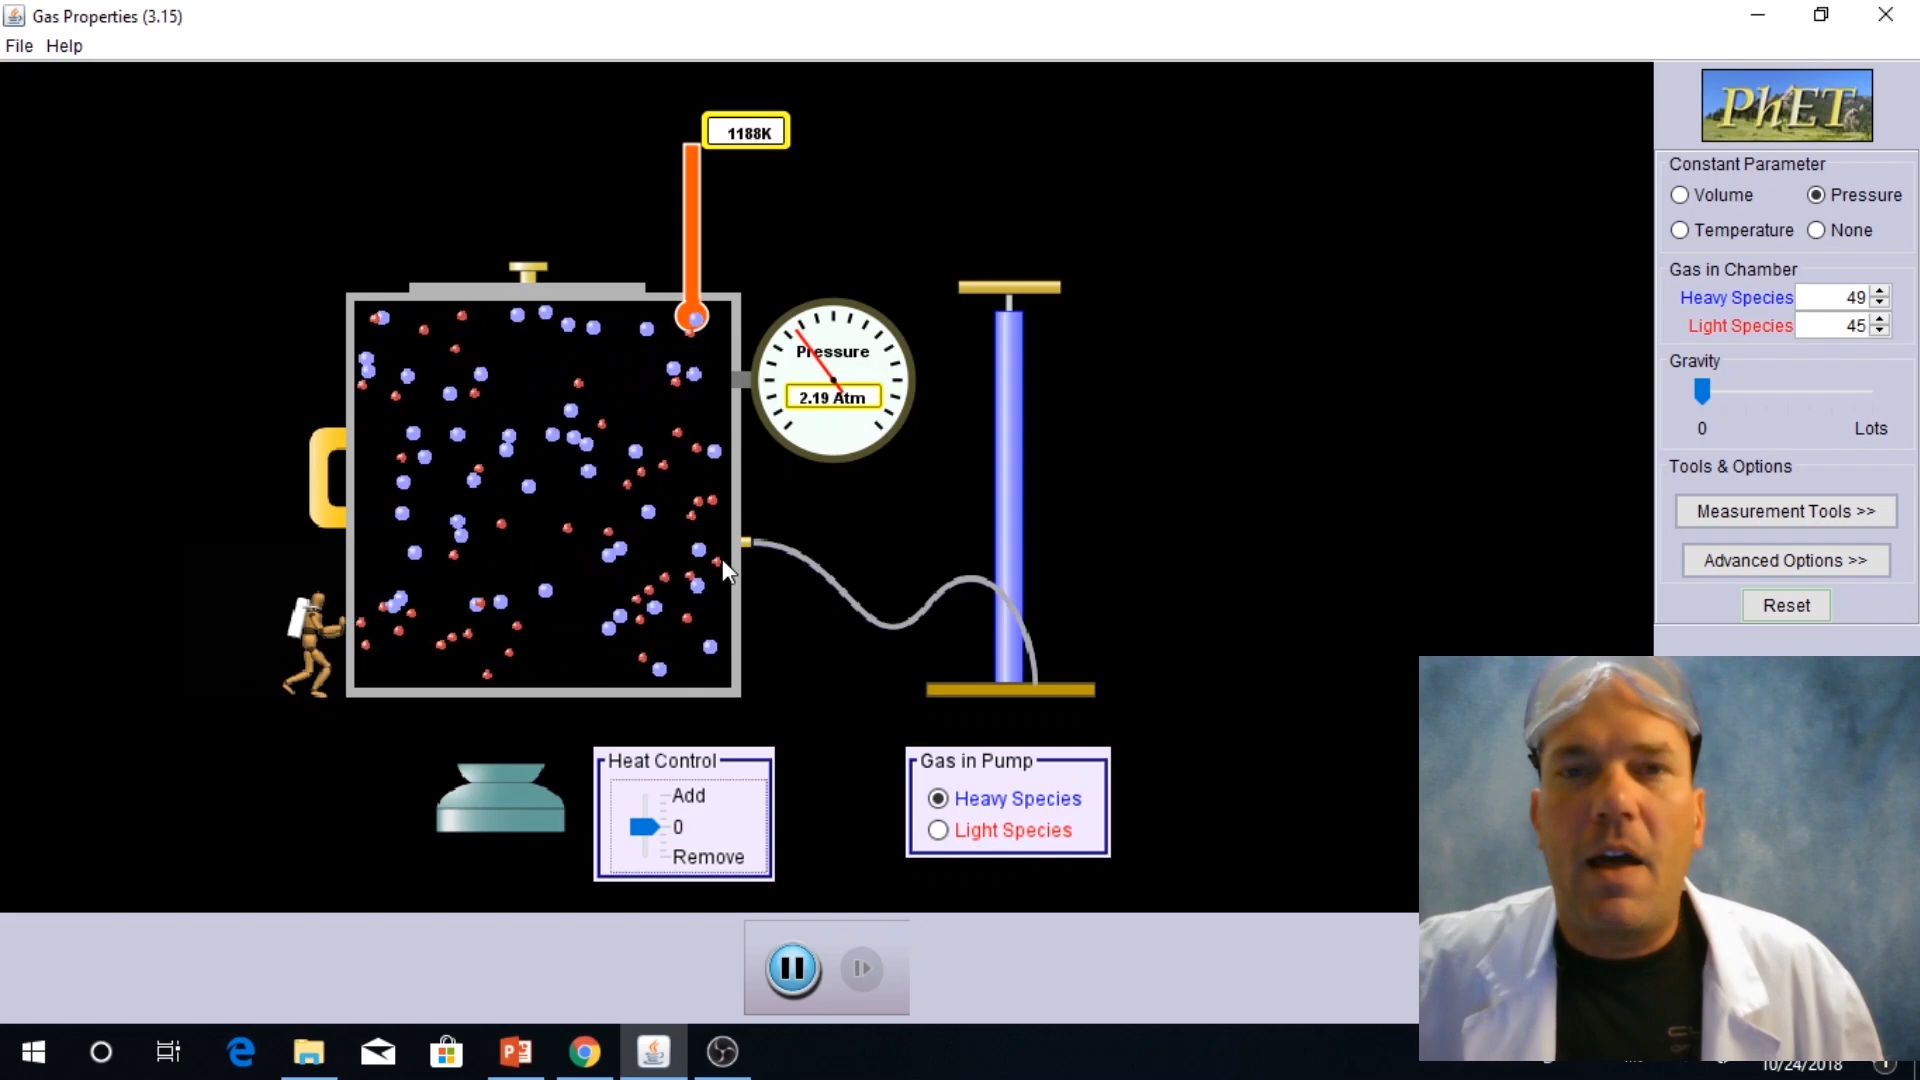 Gas Properties (3.15)
File Help
PhET
1188K
Constant Parameter
Volume Pressure
Temperature None
Gas in Chamber
Heavy Species 49
Light Species 45
Gravity
0 Lots
Pressure
2.19 Atm
Tools & Options
Measurement Tools >>
Advanced Options >>
Reset
Heat Control
Add
0
Remove
Gas in Pump
Heavy Species
Light Species
10/24/2018